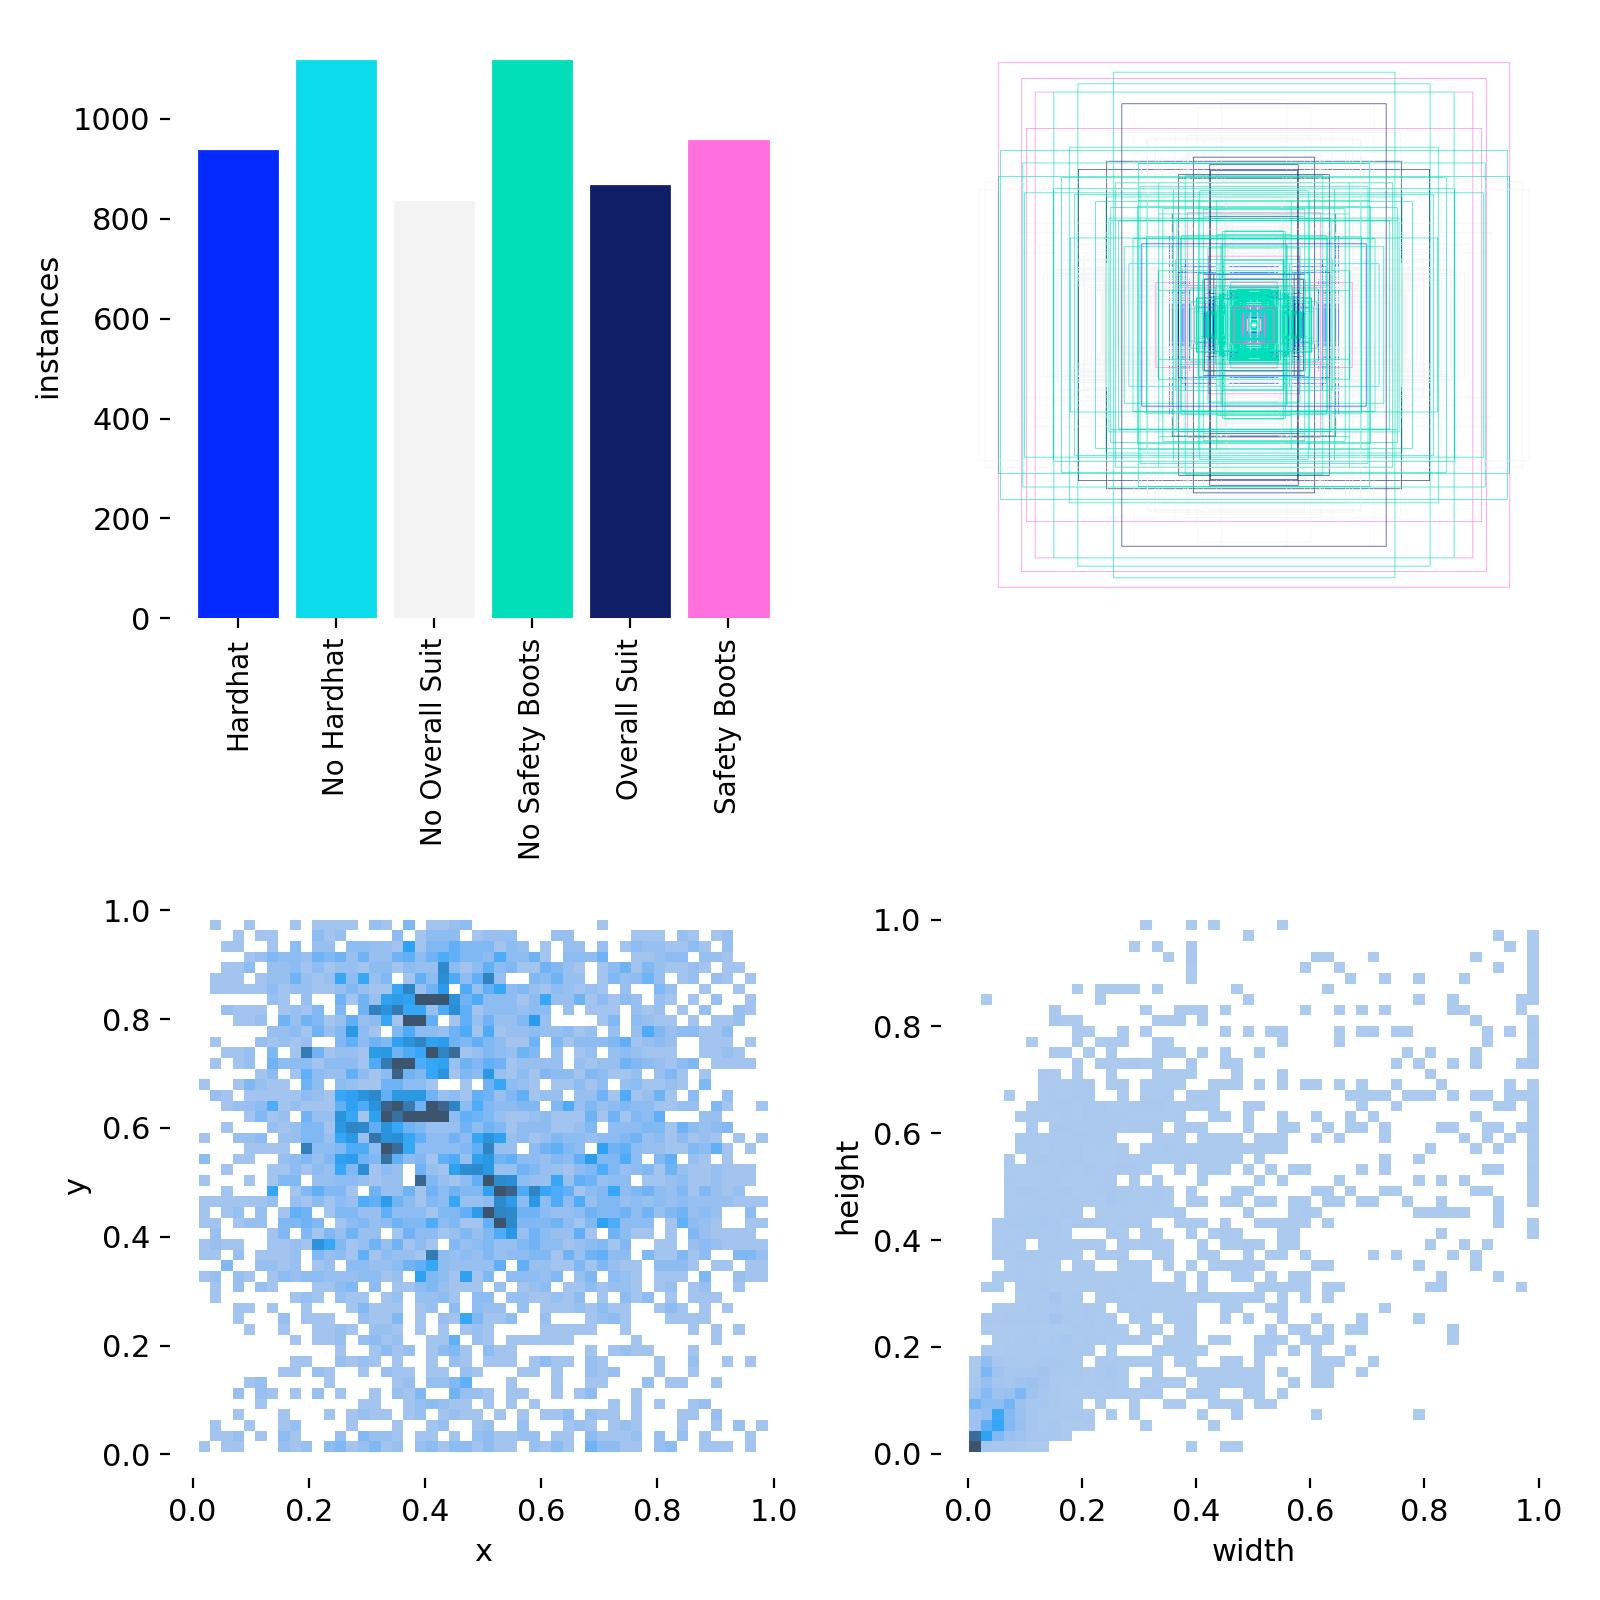 1000
800
600
400
200
0
instances
Hardhat
No Hardhat
No Overall Suit
No Safety Boots
Overall Suit
Safety Boots
1.0
0.8
0.6
0.4
0.2
0.0
y
0.0 0.2 0.4 0.6 0.8 1.0
x
1.0
0.8
0.6
0.4
0.2
0.0
height
0.0 0.2 0.4 0.6 0.8 1.0
width